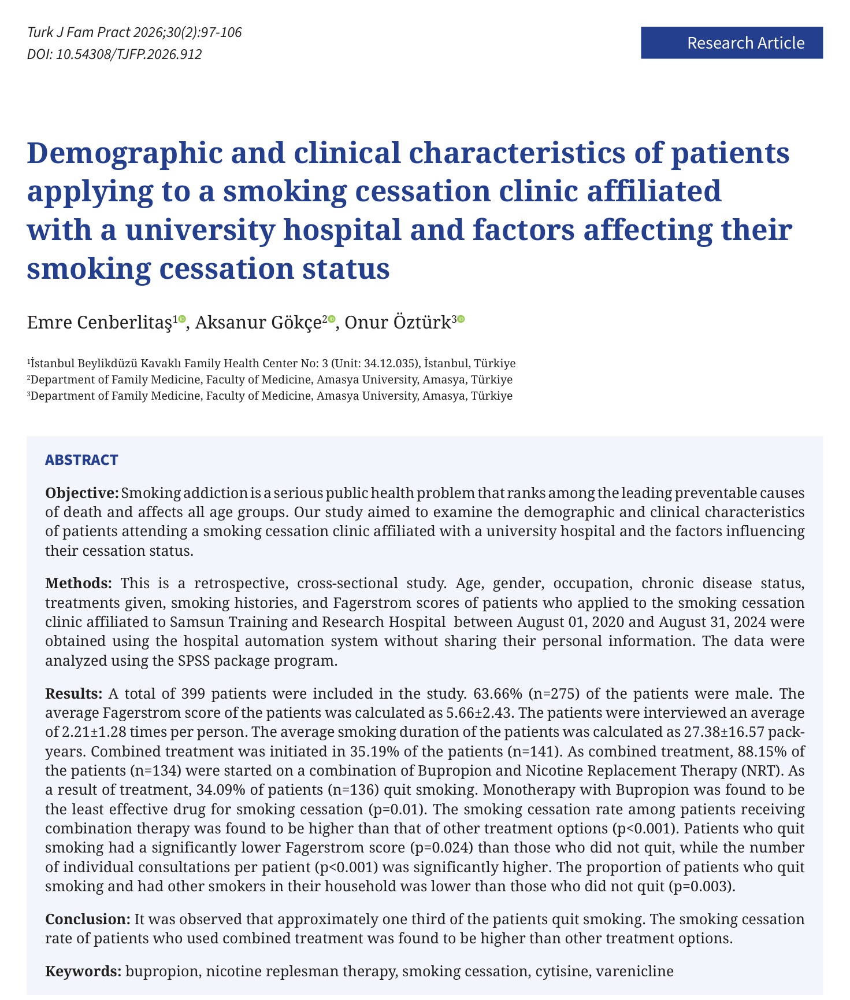 Turk J Fam Pract 2026;30(2):97-106
DOI: 10.54308/TJFP.2026.912
Research Article
Demographic and clinical characteristics of patients
applying to a smoking cessation clinic affiliated
with a university hospital and factors affecting their
smoking cessation status
Emre Cenberlitaş¹, Aksanur Gökçe², Onur Öztürk³
¹İstanbul Beylikdüzü Kavaklı Family Health Center No: 3 (Unit: 34.12.035), İstanbul, Türkiye
²Department of Family Medicine, Faculty of Medicine, Amasya University, Amasya, Türkiye
³Department of Family Medicine, Faculty of Medicine, Amasya University, Amasya, Türkiye
ABSTRACT
Objective: Smoking addiction is a serious public health problem that ranks among the leading preventable causes
of death and affects all age groups. Our study aimed to examine the demographic and clinical characteristics
of patients attending a smoking cessation clinic affiliated with a university hospital and the factors influencing
their cessation status.
Methods: This is a retrospective, cross-sectional study. Age, gender, occupation, chronic disease status,
treatments given, smoking histories, and Fagerstrom scores of patients who applied to the smoking cessation
clinic affiliated to Samsun Training and Research Hospital between August 01, 2020 and August 31, 2024 were
obtained using the hospital automation system without sharing their personal information. The data were
analyzed using the SPSS package program.
Results: A total of 399 patients were included in the study. 63.66% (n=275) of the patients were male. The
average Fagerstrom score of the patients was calculated as 5.66±2.43. The patients were interviewed an average
of 2.21±1.28 times per person. The average smoking duration of the patients was calculated as 27.38±16.57 pack-
years. Combined treatment was initiated in 35.19% of the patients (n=141). As combined treatment, 88.15% of
the patients (n=134) were started on a combination of Bupropion and Nicotine Replacement Therapy (NRT). As
a result of treatment, 34.09% of patients (n=136) quit smoking. Monotherapy with Bupropion was found to be
the least effective drug for smoking cessation (p=0.01). The smoking cessation rate among patients receiving
combination therapy was found to be higher than that of other treatment options (p<0.001). Patients who quit
smoking had a significantly lower Fagerstrom score (p=0.024) than those who did not quit, while the number
of individual consultations per patient (p<0.001) was significantly higher. The proportion of patients who quit
smoking and had other smokers in their household was lower than those who did not quit (p=0.003).
Conclusion: It was observed that approximately one third of the patients quit smoking. The smoking cessation
rate of patients who used combined treatment was found to be higher than other treatment options.
Keywords: bupropion, nicotine replesman therapy, smoking cessation, cytisine, varenicline